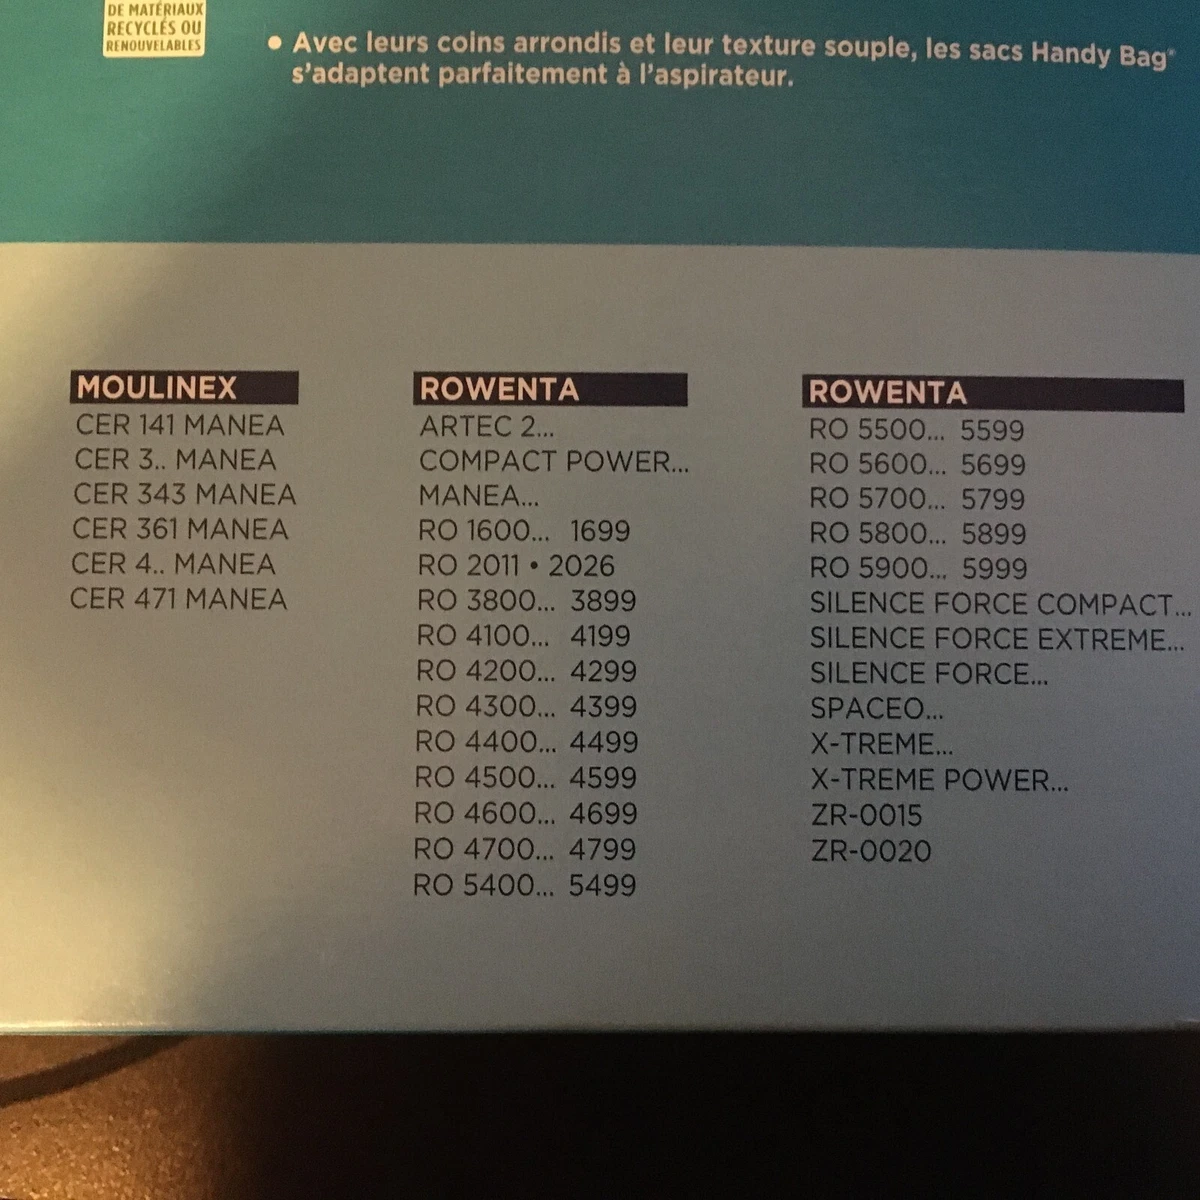 DE MATÉRIAUX
RECYCLÉS OU
RENOUVELABLES
• Avec leurs coins arrondis et leur texture souple, les sacs Handy Bag®
s'adaptent parfaitement à l'aspirateur.
MOULINEX
CER 141 MANEA
CER 3.. MANEA
CER 343 MANEA
CER 361 MANEA
CER 4.. MANEA
CER 471 MANEA
ROWENTA
ARTEC 2...
COMPACT POWER...
MANEA...
RO 1600... 1699
RO 2011 • 2026
RO 3800... 3899
RO 4100... 4199
RO 4200... 4299
RO 4300... 4399
RO 4400... 4499
RO 4500... 4599
RO 4600... 4699
RO 4700... 4799
RO 5400... 5499
ROWENTA
RO 5500... 5599
RO 5600... 5699
RO 5700... 5799
RO 5800... 5899
RO 5900... 5999
SILENCE FORCE COMPACT...
SILENCE FORCE EXTREME...
SILENCE FORCE...
SPACEO...
X-TREME...
X-TREME POWER...
ZR-0015
ZR-0020